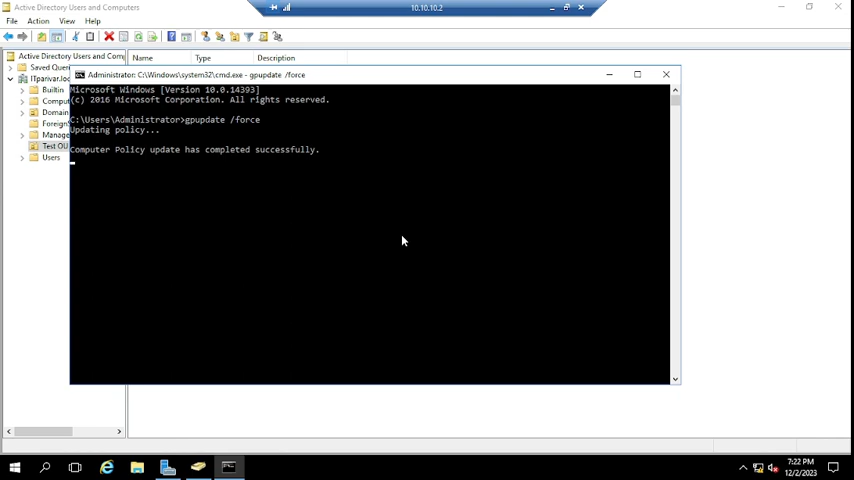 Active Directory Users and Computers
10.10.10.2
File Action View Help
Active Directory Users and Comp
Name Type Description
Saved Queri
ITparivar.loc
Builtin
Comput
Domain
Foreign
Manage
Test OU
Users
Administrator: C:\Windows\system32\cmd.exe - gpupdate /force
Microsoft Windows [Version 10.0.14393]
(c) 2016 Microsoft Corporation. All rights reserved.
C:\Users\Administrator>gpupdate /force
Updating policy...
Computer Policy update has completed successfully.
7:22 PM
12/2/2023